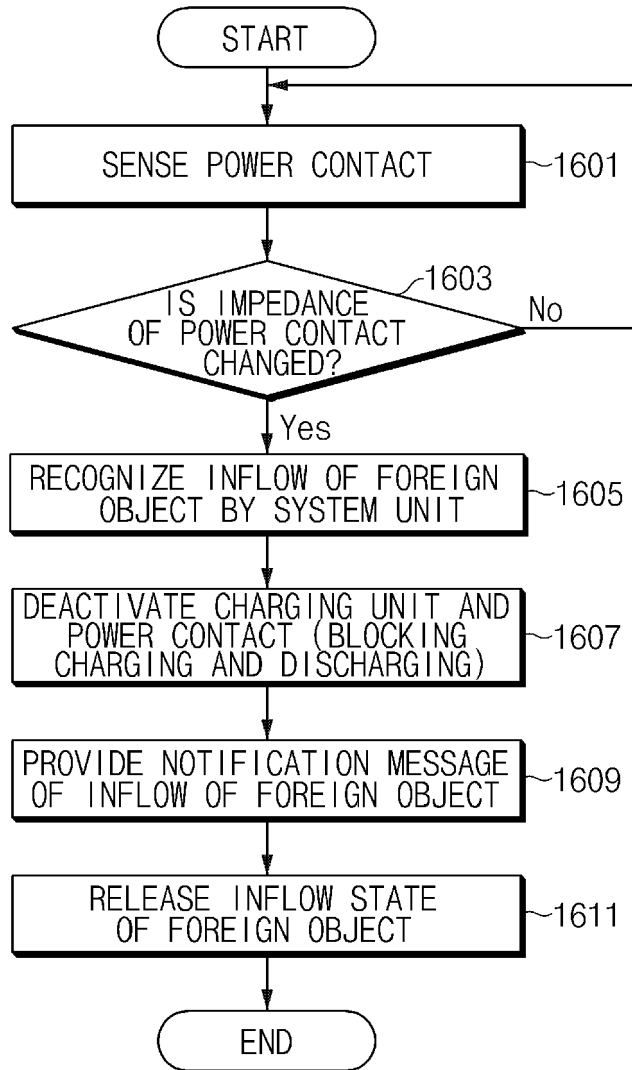 START
SENSE POWER CONTACT
1601
1603
IS IMPEDANCE
OF POWER CONTACT
CHANGED?
No
Yes
RECOGNIZE INFLOW OF FOREIGN
OBJECT BY SYSTEM UNIT
1605
DEACTIVATE CHARGING UNIT AND
POWER CONTACT (BLOCKING
CHARGING AND DISCHARGING)
1607
PROVIDE NOTIFICATION MESSAGE
OF INFLOW OF FOREIGN OBJECT
1609
RELEASE INFLOW STATE
OF FOREIGN OBJECT
1611
END